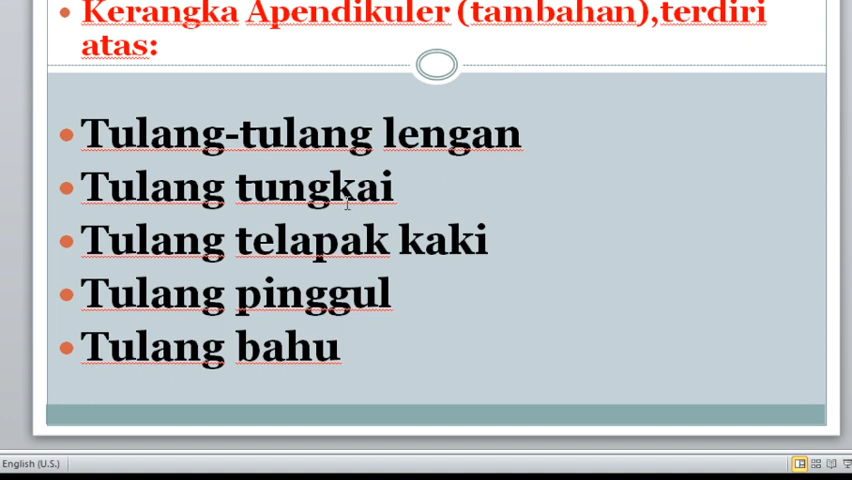 Kerangka Apendikuler (tambahan),terdiri
atas:
Tulang-tulang lengan
Tulang tungkai
Tulang telapak kaki
Tulang pinggul
Tulang bahu
English (U.S.)